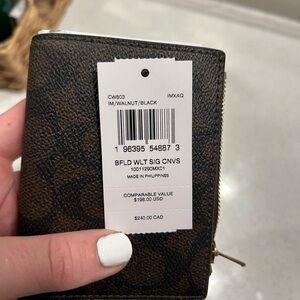 CW803 IMXAQ
IM/WALNUT/BLACK
1 96395 54887 3
BFLD WLT SIG CNVS
10011290MXC1
MADE IN PHILIPPINES
COMPARABLE VALUE
$198.00 USD
$240.00 CAD